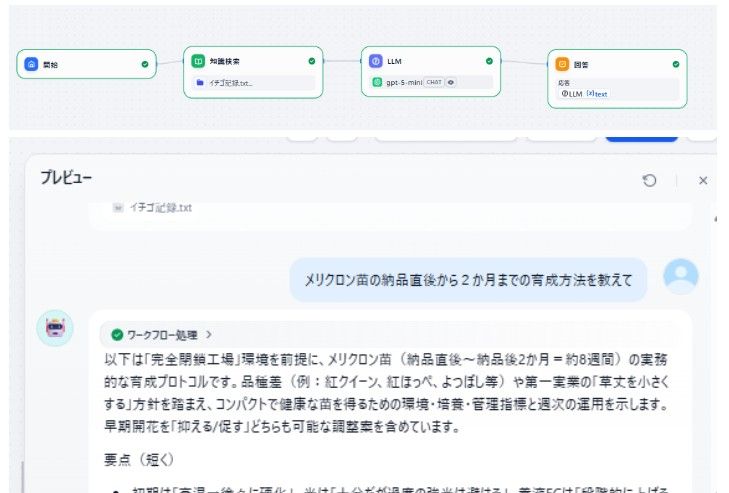 開始
知識検索
イチゴ記録.txt...
LLM
gpt-5-mini CHAT
回答
応答
LLM {x} text
プレビュー
イチゴ記録.txt
メリクロン苗の納品直後から2か月までの育成方法を教えて
ワークフロー処理 >
以下は「完全閉鎖工場」環境を前提に、メリクロン苗（納品直後～納品後2か月＝約8週間）の実務
的な育成プロトコルです。品種差（例：紅クイーン、紅ほっぺ、よつぼし等）や第一実業の「草丈を小さく
する」方針を踏まえ、コンパクトで健康な苗を得るための環境・培養・管理指標と週次の運用を示します。
早期開花を「抑える/促す」どちらも可能な調整案を含めています。
要点（短く）